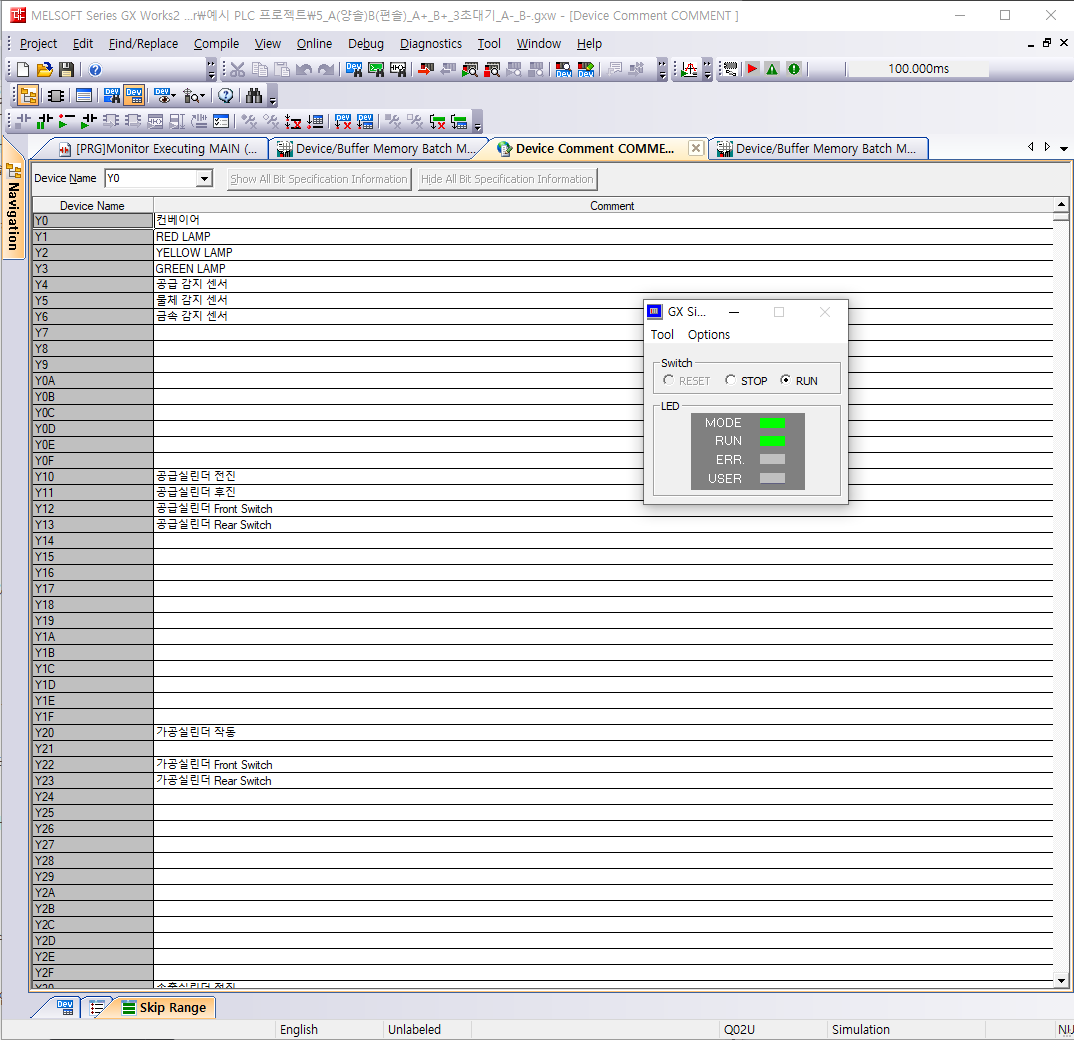 MELSOFT Series GX Works2 ...r₩예시 PLC 프로젝트₩5_A(양솔)B(편솔)_A+_B+_3초대기_A-_B-.gxw - [Device Comment COMMENT ]
Project Edit Find/Replace Compile View Online Debug Diagnostics Tool Window Help
100.000ms
[PRG]Monitor Executing MAIN (... Device/Buffer Memory Batch M... Device Comment COMME... Device/Buffer Memory Batch M...
Navigation
Device Name Y0 Show All Bit Specification Information Hide All Bit Specification Information
Device Name Comment
Y0 컨베이어
Y1 RED LAMP
Y2 YELLOW LAMP
Y3 GREEN LAMP
Y4 공급 감지 센서
Y5 물체 감지 센서
Y6 금속 감지 센서
Y7
Y8
Y9
Y0A
Y0B
Y0C
Y0D
Y0E
Y0F
Y10 공급실린더 전진
Y11 공급실린더 후진
Y12 공급실린더 Front Switch
Y13 공급실린더 Rear Switch
Y14
Y15
Y16
Y17
Y18
Y19
Y1A
Y1B
Y1C
Y1D
Y1E
Y1F
Y20 가공실린더 작동
Y21
Y22 가공실린더 Front Switch
Y23 가공실린더 Rear Switch
Y24
Y25
Y26
Y27
Y28
Y29
Y2A
Y2B
Y2C
Y2D
Y2E
Y2F
GX Si...
Tool Options
Switch
RESET STOP RUN
LED
MODE
RUN
ERR.
USER
Skip Range
English Unlabeled Q02U Simulation